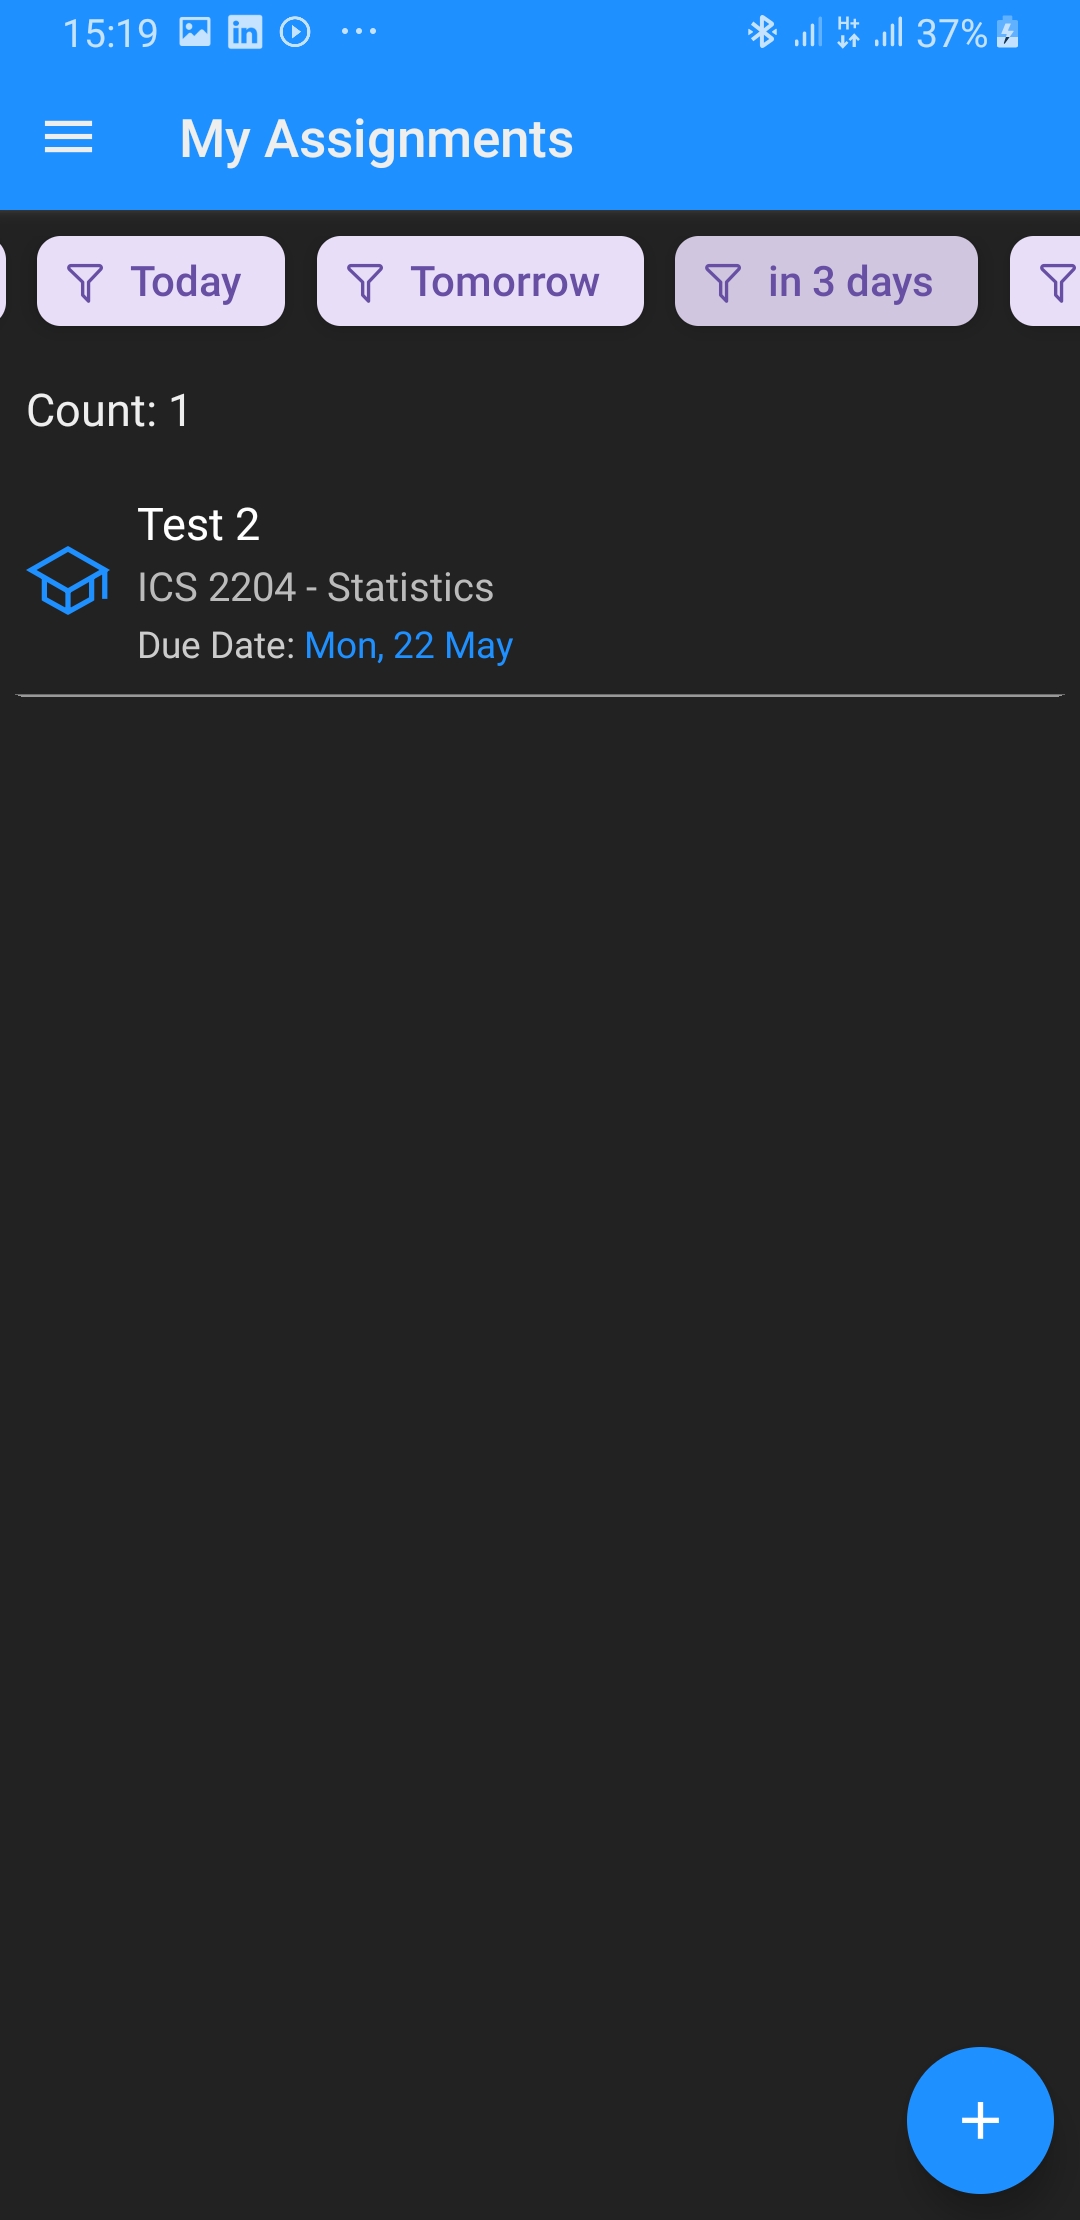 15:19 in ... H+ 37%
My Assignments
Today Tomorrow in 3 days
Count: 1
Test 2
ICS 2204 - Statistics
Due Date: Mon, 22 May
+